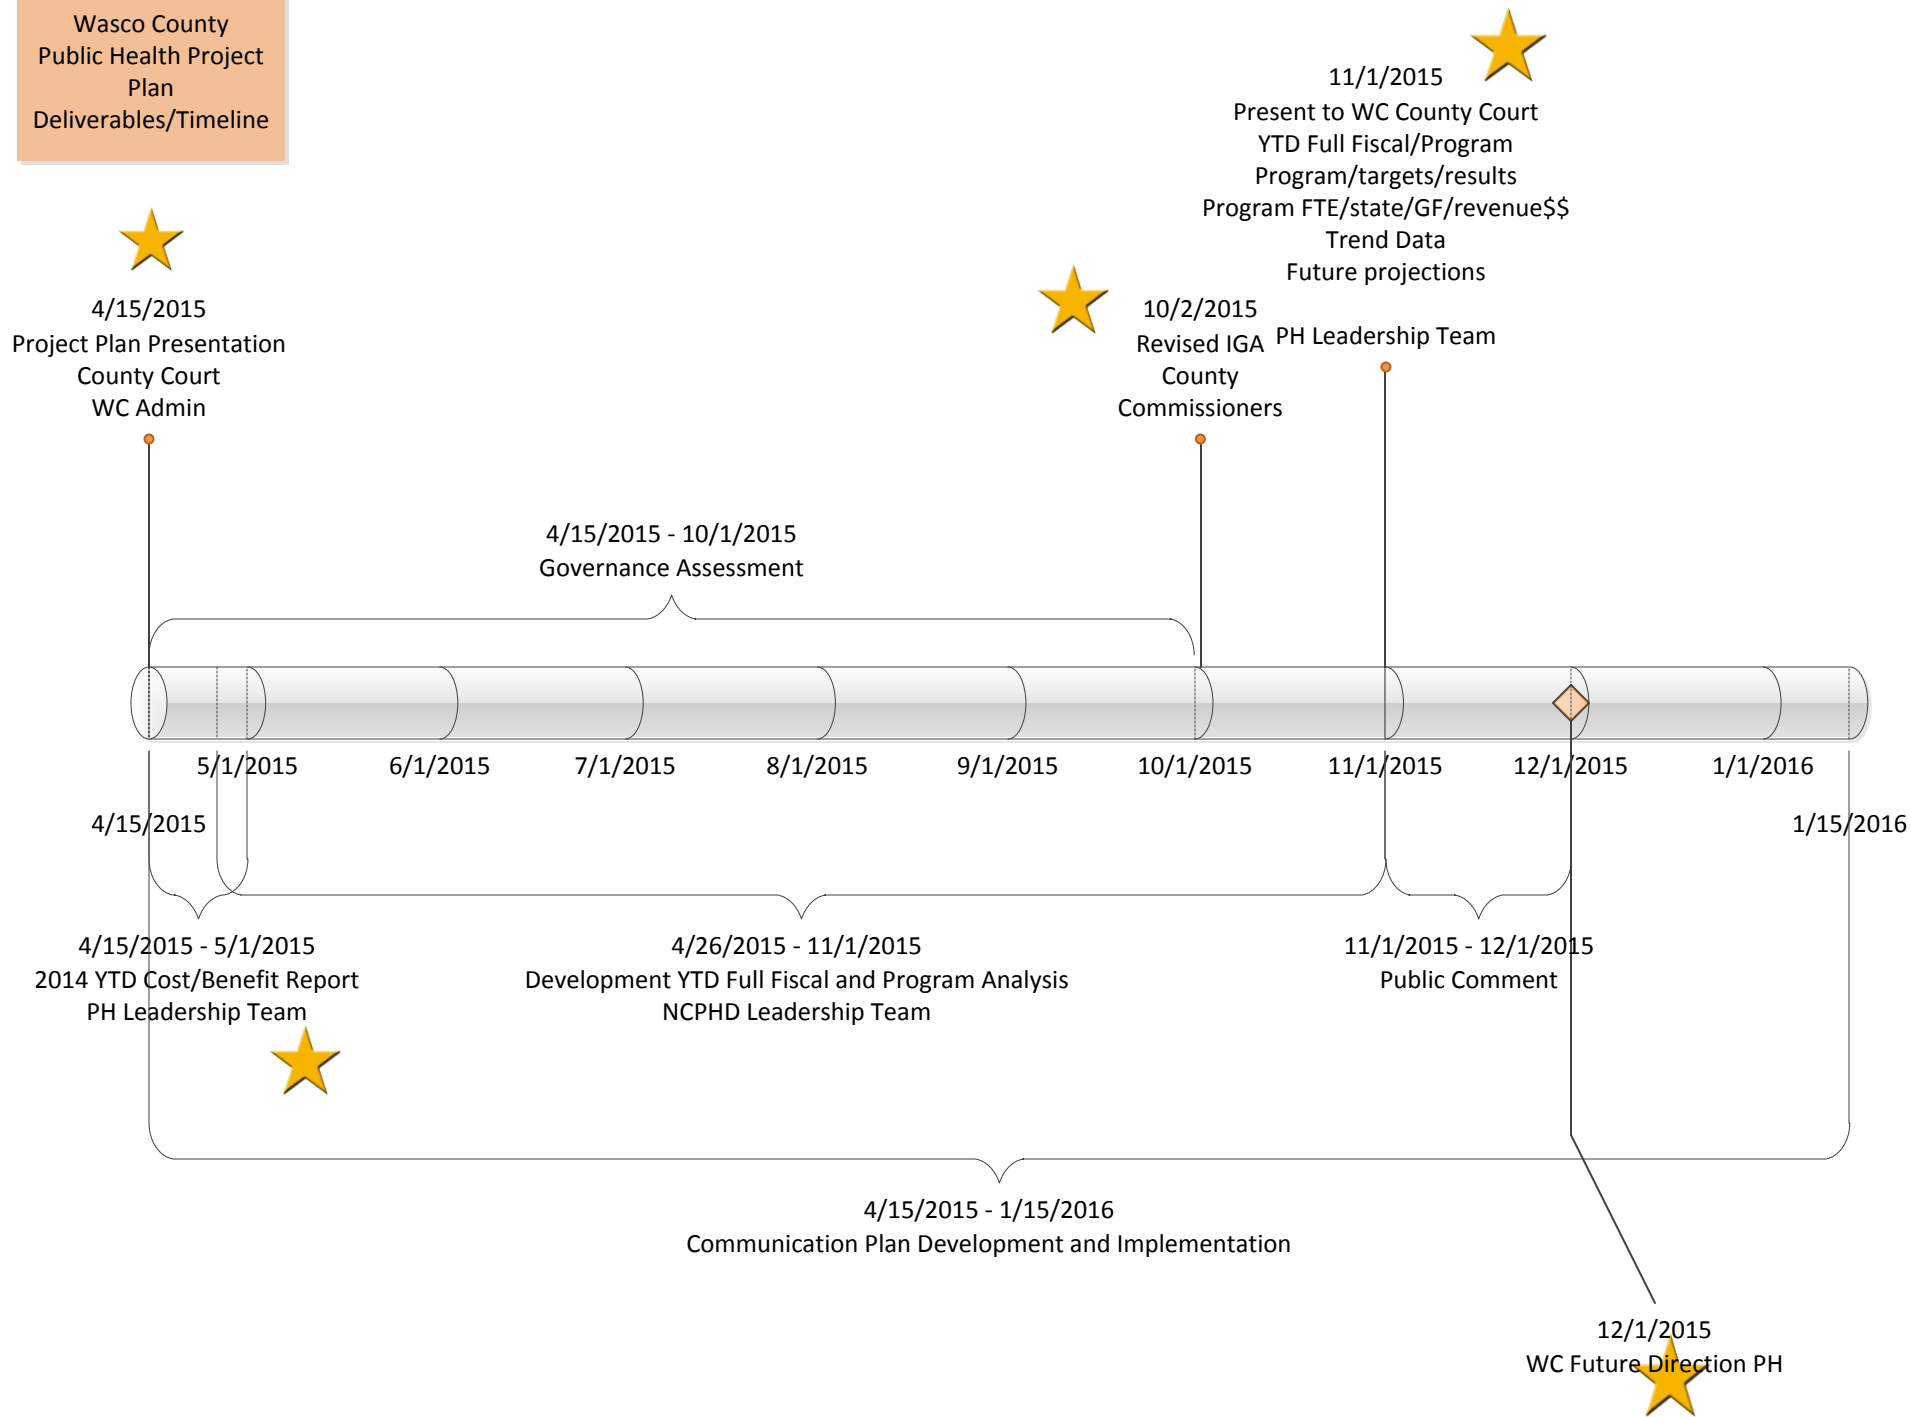 Wasco County
Public Health Project
Plan
Deliverables/Timeline
11/1/2015
Present to WC County Court
YTD Full Fiscal/Program
Program/targets/results
Program FTE/state/GF/revenue$$
Trend Data
Future projections
PH Leadership Team
4/15/2015
Project Plan Presentation
County Court
WC Admin
10/2/2015
Revised IGA
County
Commissioners
4/15/2015 - 10/1/2015
Governance Assessment
5/1/2015
6/1/2015
7/1/2015
8/1/2015
9/1/2015
10/1/2015
11/1/2015
12/1/2015
1/1/2016
4/15/2015
1/15/2016
4/15/2015 - 5/1/2015
2014 YTD Cost/Benefit Report
PH Leadership Team
4/26/2015 - 11/1/2015
Development YTD Full Fiscal and Program Analysis
NCPHD Leadership Team
11/1/2015 - 12/1/2015
Public Comment
4/15/2015 - 1/15/2016
Communication Plan Development and Implementation
12/1/2015
WC Future Direction PH